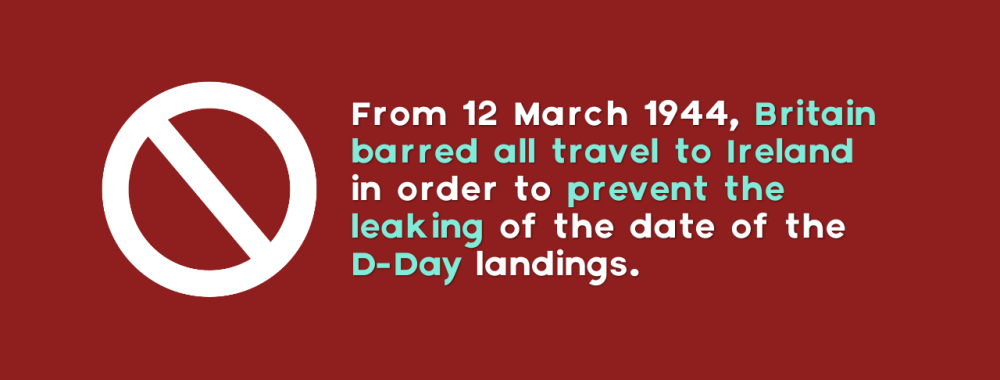 From 12 March 1944, Britain
barred all travel to Ireland
in order to prevent the
leaking of the date of the
D-Day landings.